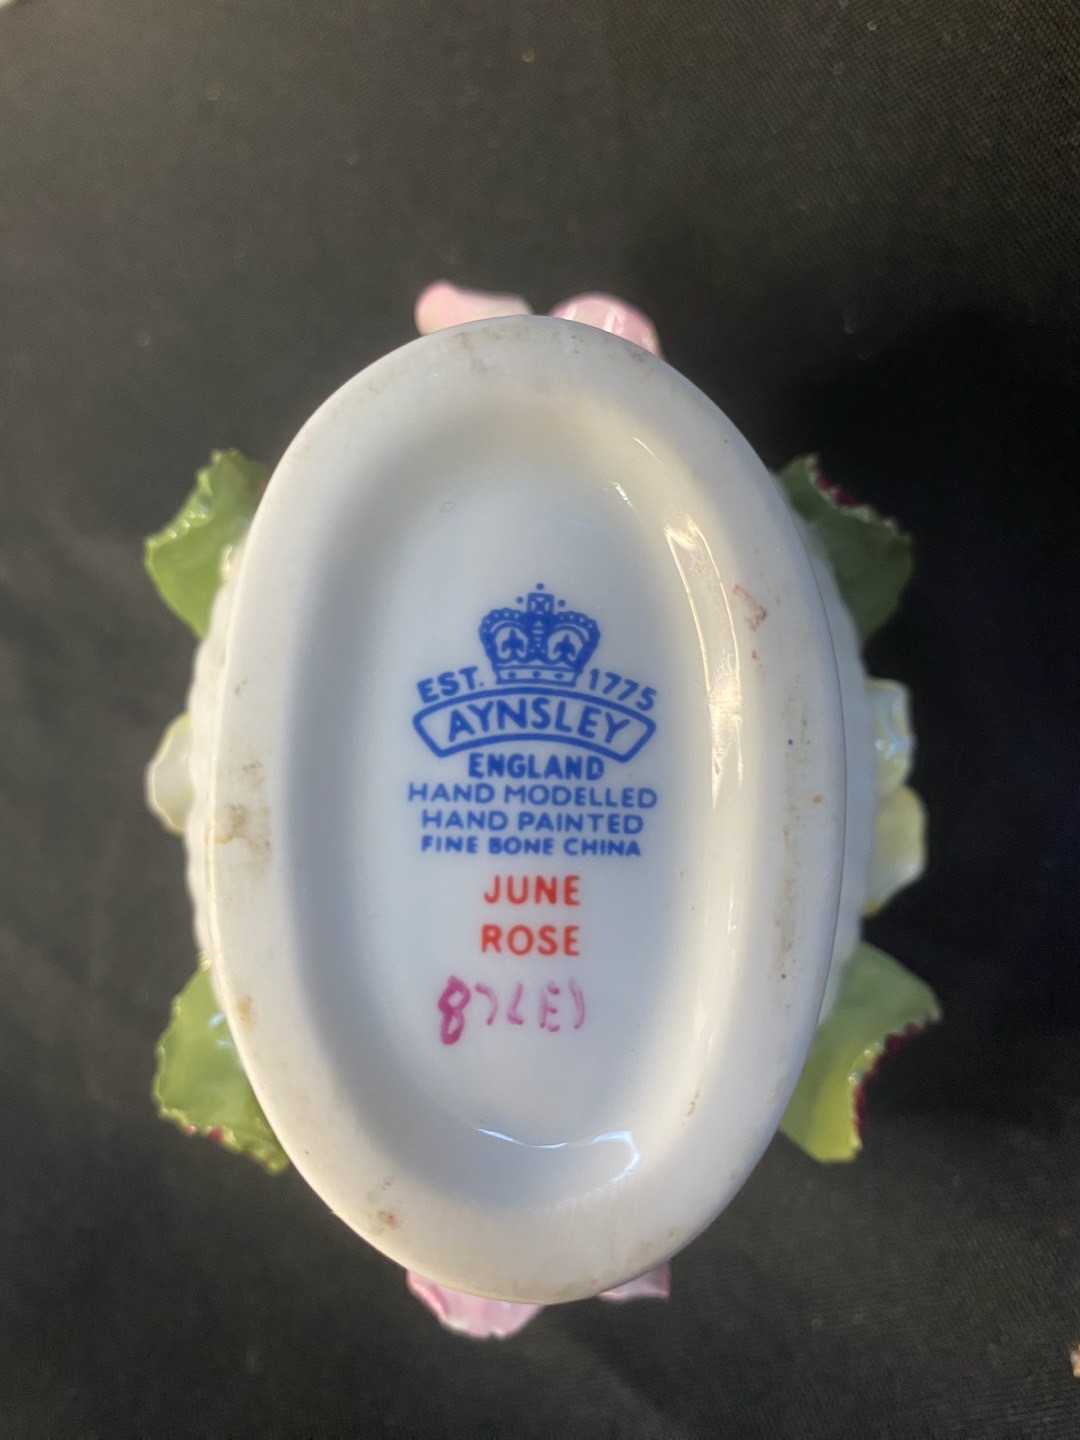 EST. 1775
AYNSLEY
ENGLAND
HAND MODELLED
HAND PAINTED
FINE BONE CHINA
JUNE
ROSE